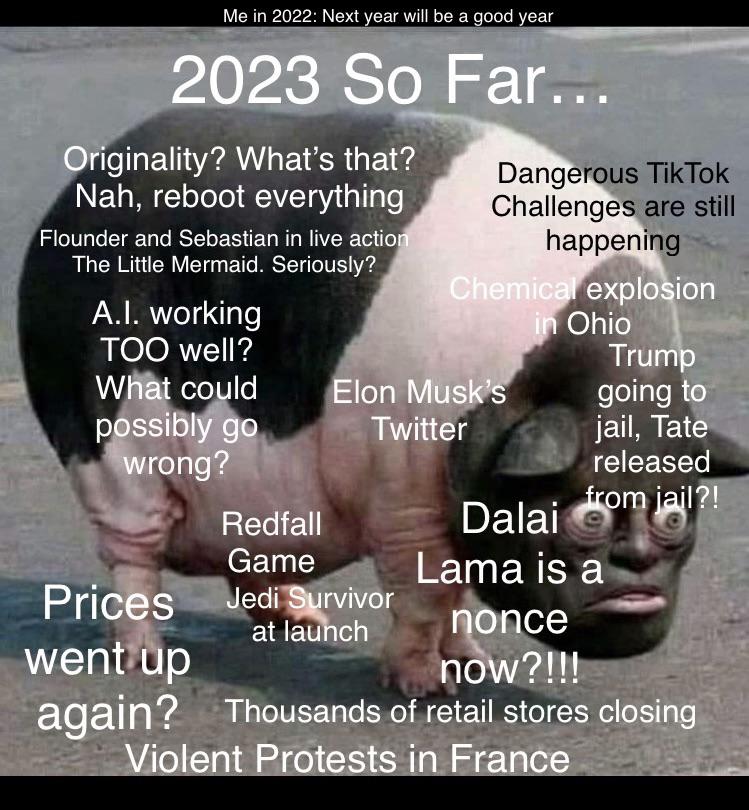 Me in 2022: Next year will be a good year
2023 So Far...
Originality? What's that?
Nah, reboot everything
Dangerous TikTok
Challenges are still
happening
Flounder and Sebastian in live action
The Little Mermaid. Seriously?
Chemical explosion
in Ohio
A.I. working
TOO well?
What could
possibly go
wrong?
Elon Musk's
Twitter
Trump
going to
jail, Tate
released
from jail?!
Redfall
Game
Jedi Survivor
at launch
Dalai
Lama is a
nonce
now?!!!
Prices
went up
again?
Thousands of retail stores closing
Violent Protests in France